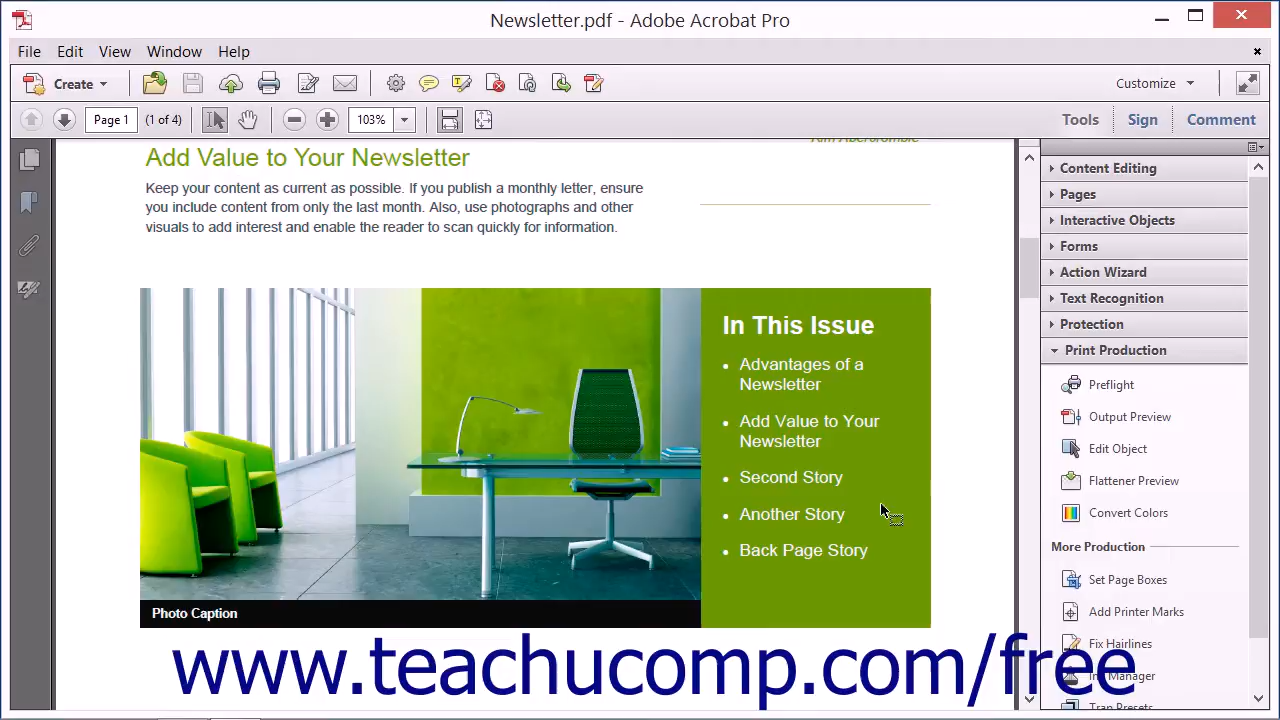 Newsletter.pdf - Adobe Acrobat Pro
File Edit View Window Help
Create
Customize
Page 1 (1 of 4) 103%
Tools Sign Comment
Add Value to Your Newsletter
Keep your content as current as possible. If you publish a monthly letter, ensure
you include content from only the last month. Also, use photographs and other
visuals to add interest and enable the reader to scan quickly for information.
In This Issue
• Advantages of a
Newsletter
• Add Value to Your
Newsletter
• Second Story
• Another Story
• Back Page Story
Photo Caption
Content Editing
Pages
Interactive Objects
Forms
Action Wizard
Text Recognition
Protection
Print Production
Preflight
Output Preview
Edit Object
Flattener Preview
Convert Colors
More Production
Set Page Boxes
Add Printer Marks
Fix Hairlines
Manager
Trap Presets
www.teachucomp.com/free